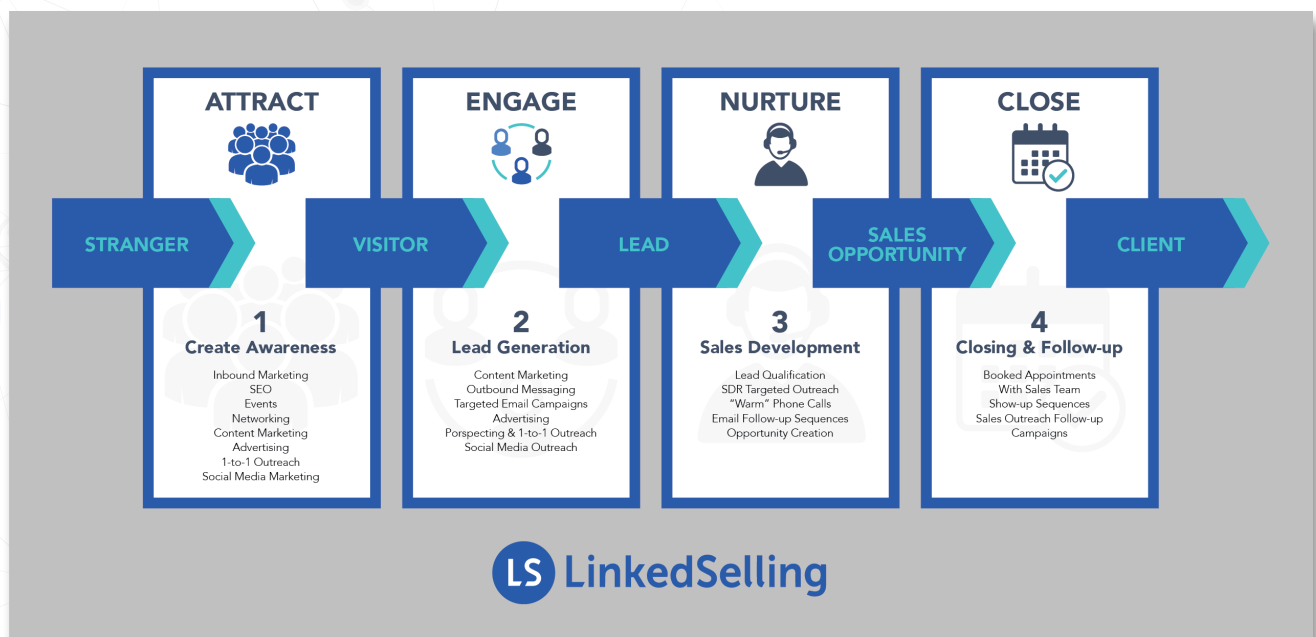 ATTRACT
ENGAGE
NURTURE
CLOSE
STRANGER
VISITOR
LEAD
SALES
OPPORTUNITY
CLIENT
1
Create Awareness
Inbound Marketing
SEO
Events
Networking
Content Marketing
Advertising
1-to-1 Outreach
Social Media Marketing
2
Lead Generation
Content Marketing
Outbound Messaging
Targeted Email Campaigns
Advertising
Porspecting & 1-to-1 Outreach
Social Media Outreach
3
Sales Development
Lead Qualification
SDR Targeted Outreach
“Warm” Phone Calls
Email Follow-up Sequences
Opportunity Creation
4
Closing & Follow-up
Booked Appointments
With Sales Team
Show-up Sequences
Sales Outreach Follow-up
Campaigns
LS LinkedSelling